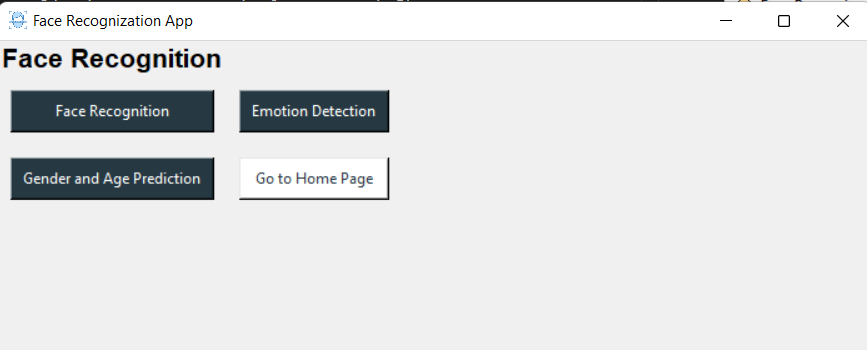 Face Recognization App
Face Recognition
Face Recognition Emotion Detection
Gender and Age Prediction Go to Home Page